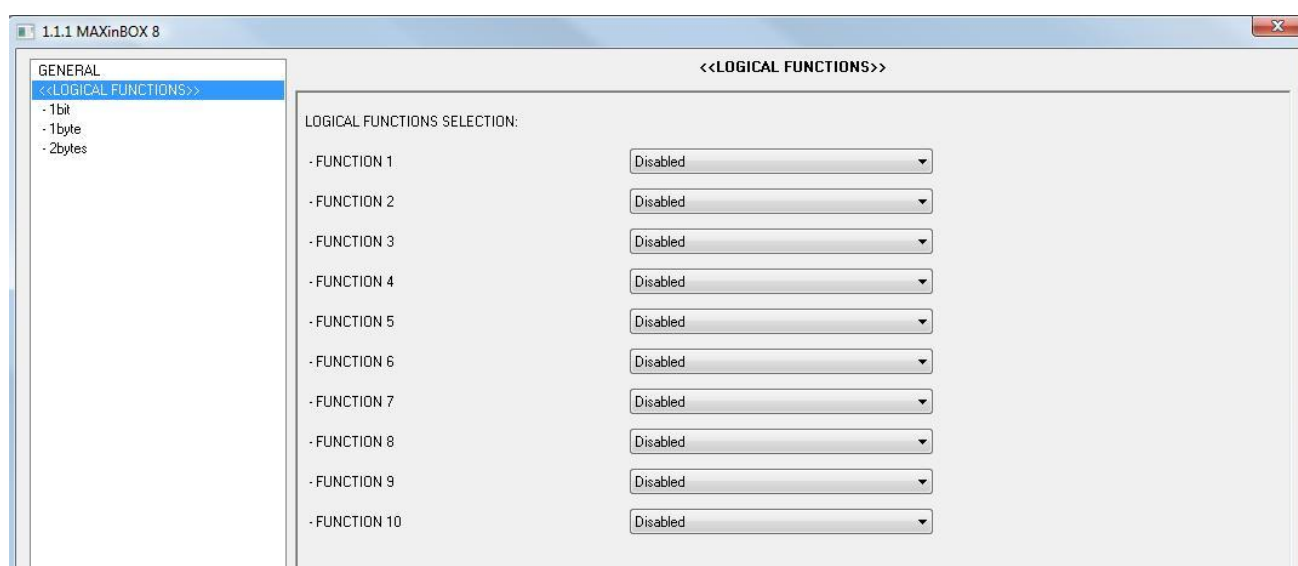 1.1.1 MAXinBOX 8
GENERAL
<<LOGICAL FUNCTIONS>>
- 1bit
- 1byte
- 2bytes
<<LOGICAL FUNCTIONS>>
LOGICAL FUNCTIONS SELECTION:
- FUNCTION 1 Disabled
- FUNCTION 2 Disabled
- FUNCTION 3 Disabled
- FUNCTION 4 Disabled
- FUNCTION 5 Disabled
- FUNCTION 6 Disabled
- FUNCTION 7 Disabled
- FUNCTION 8 Disabled
- FUNCTION 9 Disabled
- FUNCTION 10 Disabled